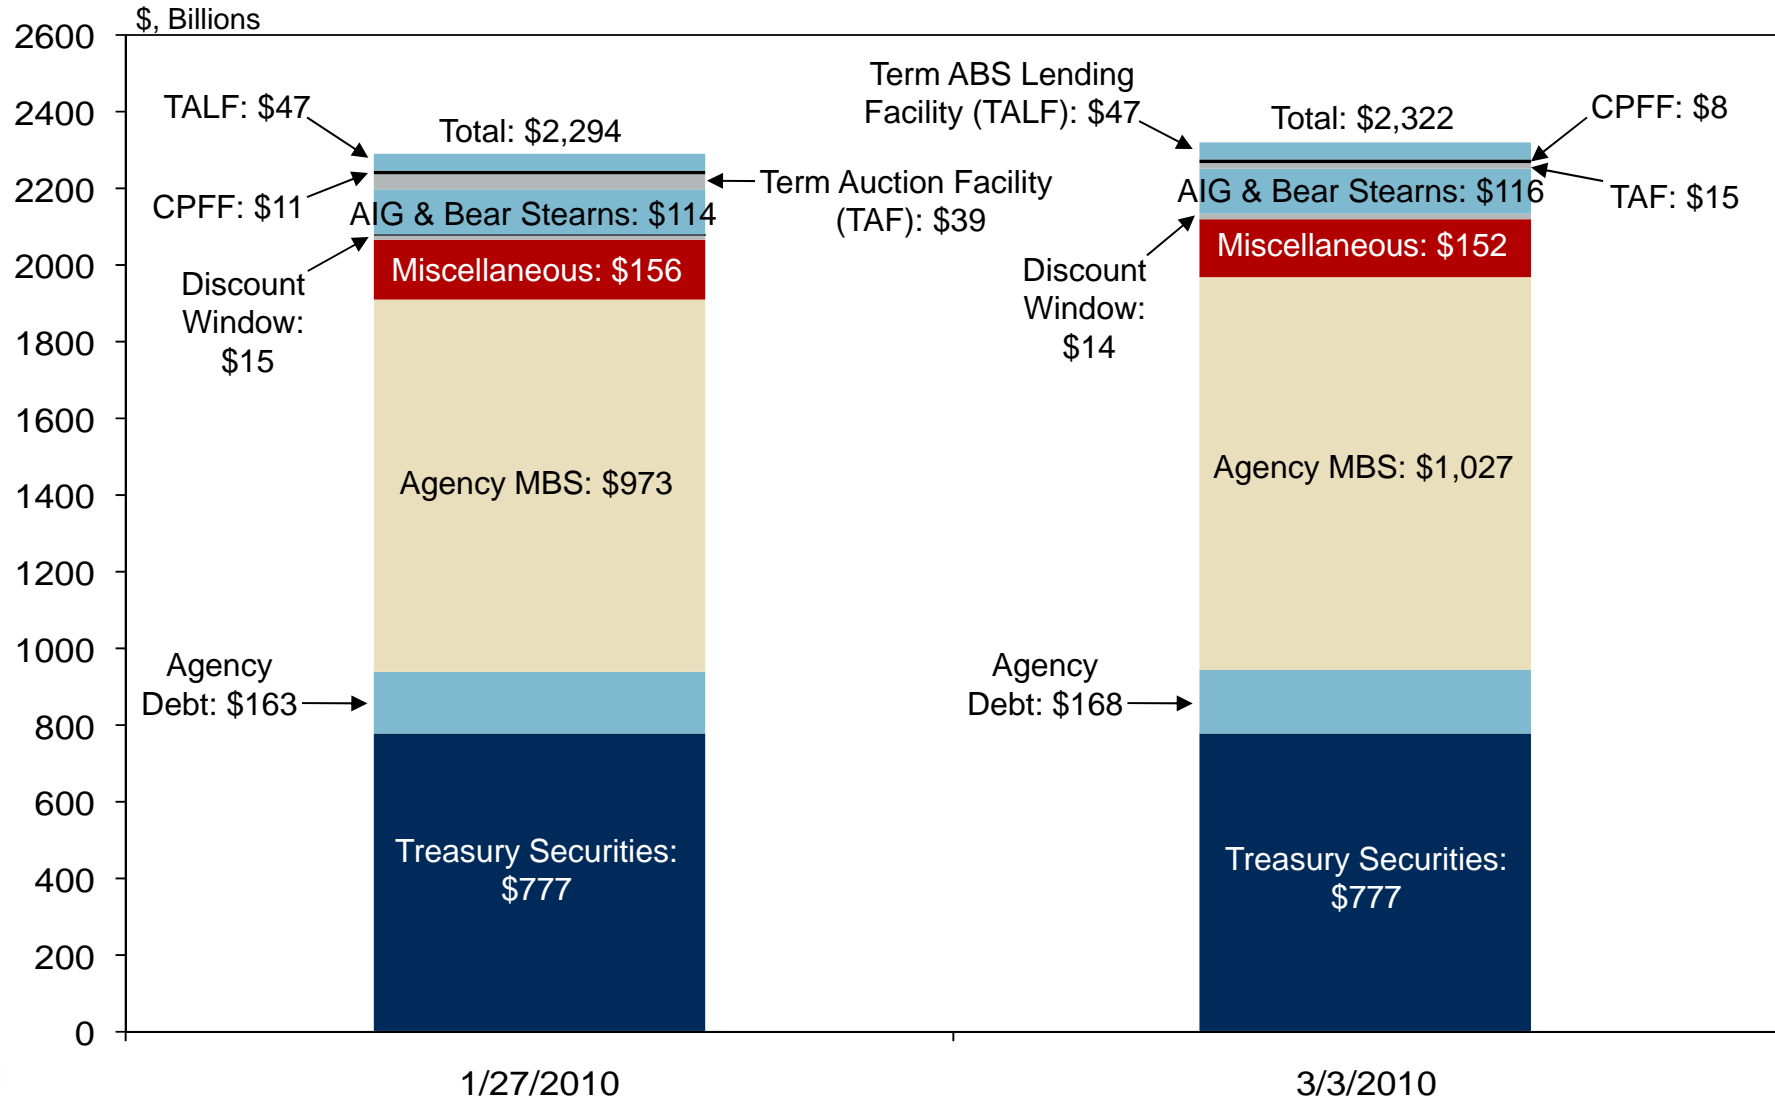 $, Billions
2600
2400
2200
2000
1800
1600
1400
1200
1000
800
600
400
200
0
TALF: $47
Total: $2,294
CPFF: $11
Term Auction Facility
(TAF): $39
AIG & Bear Stearns: $114
Discount
Window:
$15
Miscellaneous: $156
Agency MBS: $973
Agency
Debt: $163
Treasury Securities:
$777
1/27/2010
Term ABS Lending
Facility (TALF): $47
Total: $2,322
CPFF: $8
TAF: $15
AIG & Bear Stearns: $116
Discount
Window:
$14
Miscellaneous: $152
Agency MBS: $1,027
Agency
Debt: $168
Treasury Securities:
$777
3/3/2010